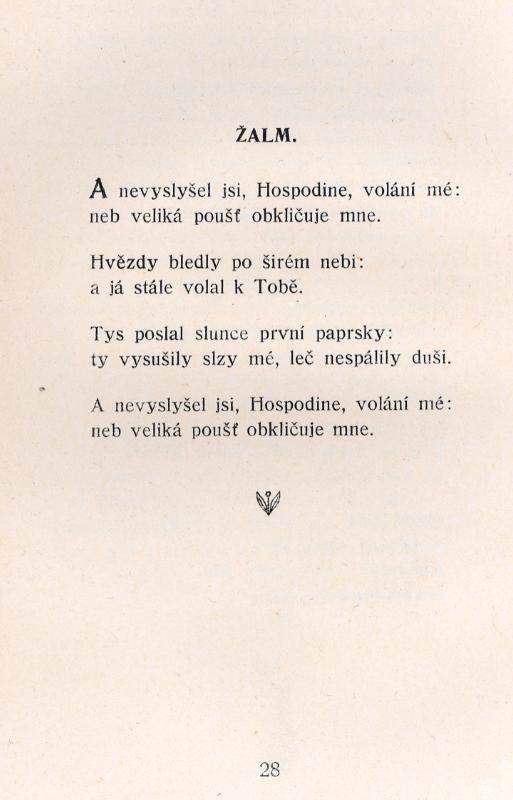 ŽALM.
A nevyslyšel jsi, Hospodine, volání mé:
neb veliká poušť obkličuje mne.
Hvězdy bledly po širém nebi:
a já stále volal k Tobě.
Tys poslal slunce první paprsky:
ty vysušily slzy mé, leč nespálily duši.
A nevyslyšel jsi, Hospodine, volání mé:
neb veliká poušť obkličuje mne.
28